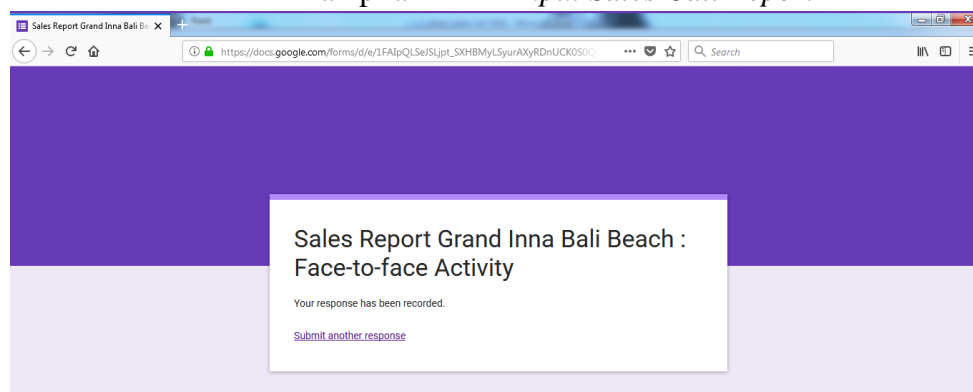 Sales Report Grand Inna Bali Be
https://docs.google.com/forms/d/e/1FAIpQLSeJSLjpt_SXHBMyLSyurAXyRDnUCK0S0Q
Search
Sales Report Grand Inna Bali Beach :
Face-to-face Activity
Your response has been recorded.
Submit another response